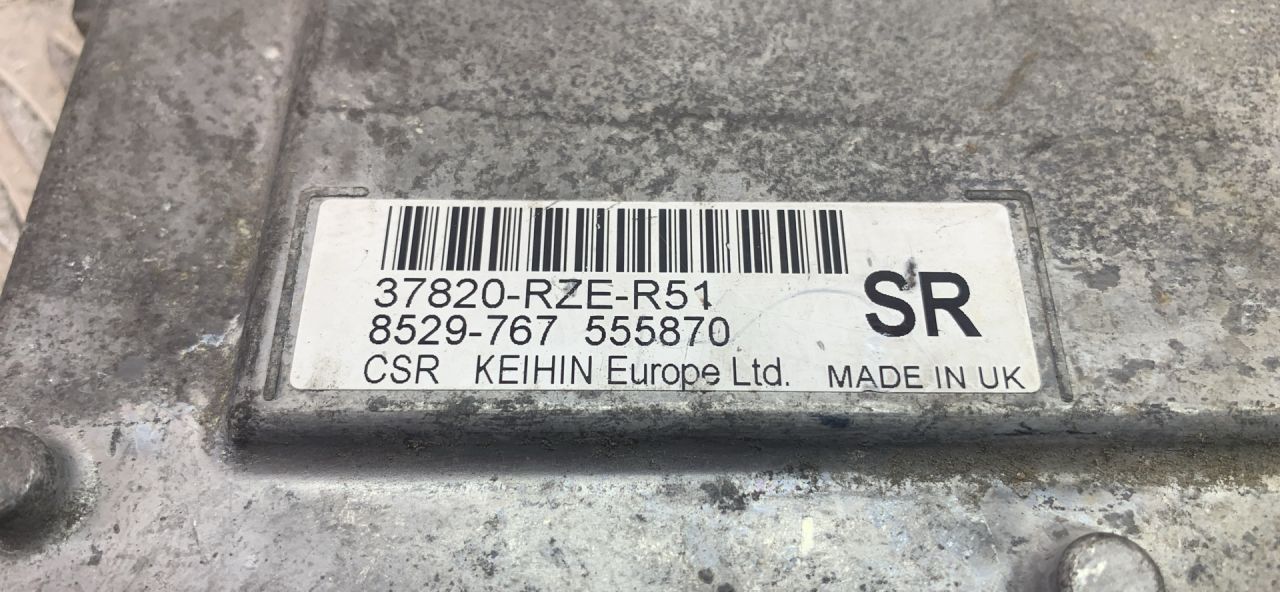 37820-RZE-R51
8529-767 555870
SR
CSR KEIHIN Europe Ltd. MADE IN UK